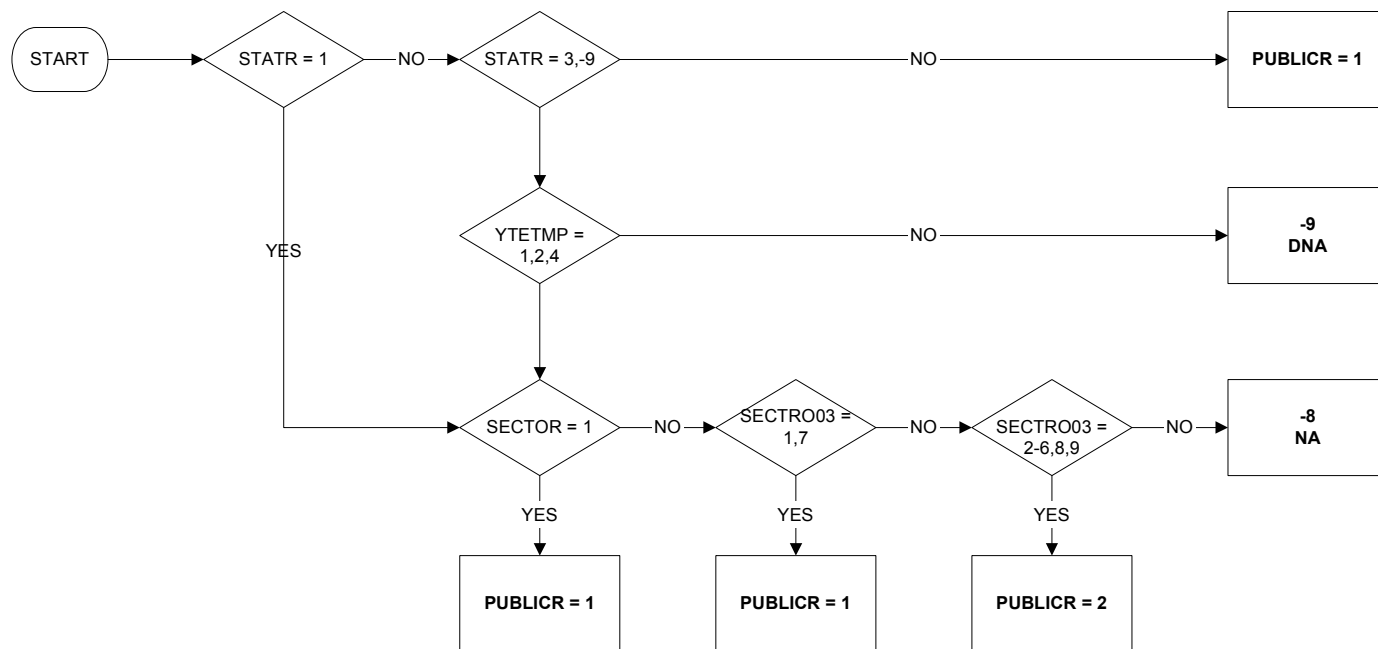 START
STATR = 1
NO
STATR = 3,-9
NO
PUBLICR = 1
YES
YTETMP =
1,2,4
NO
-9
DNA
SECTOR = 1
NO
SECTRO03 =
1,7
NO
SECTRO03 =
2-6,8,9
NO
-8
NA
YES
YES
YES
PUBLICR = 1
PUBLICR = 1
PUBLICR = 2